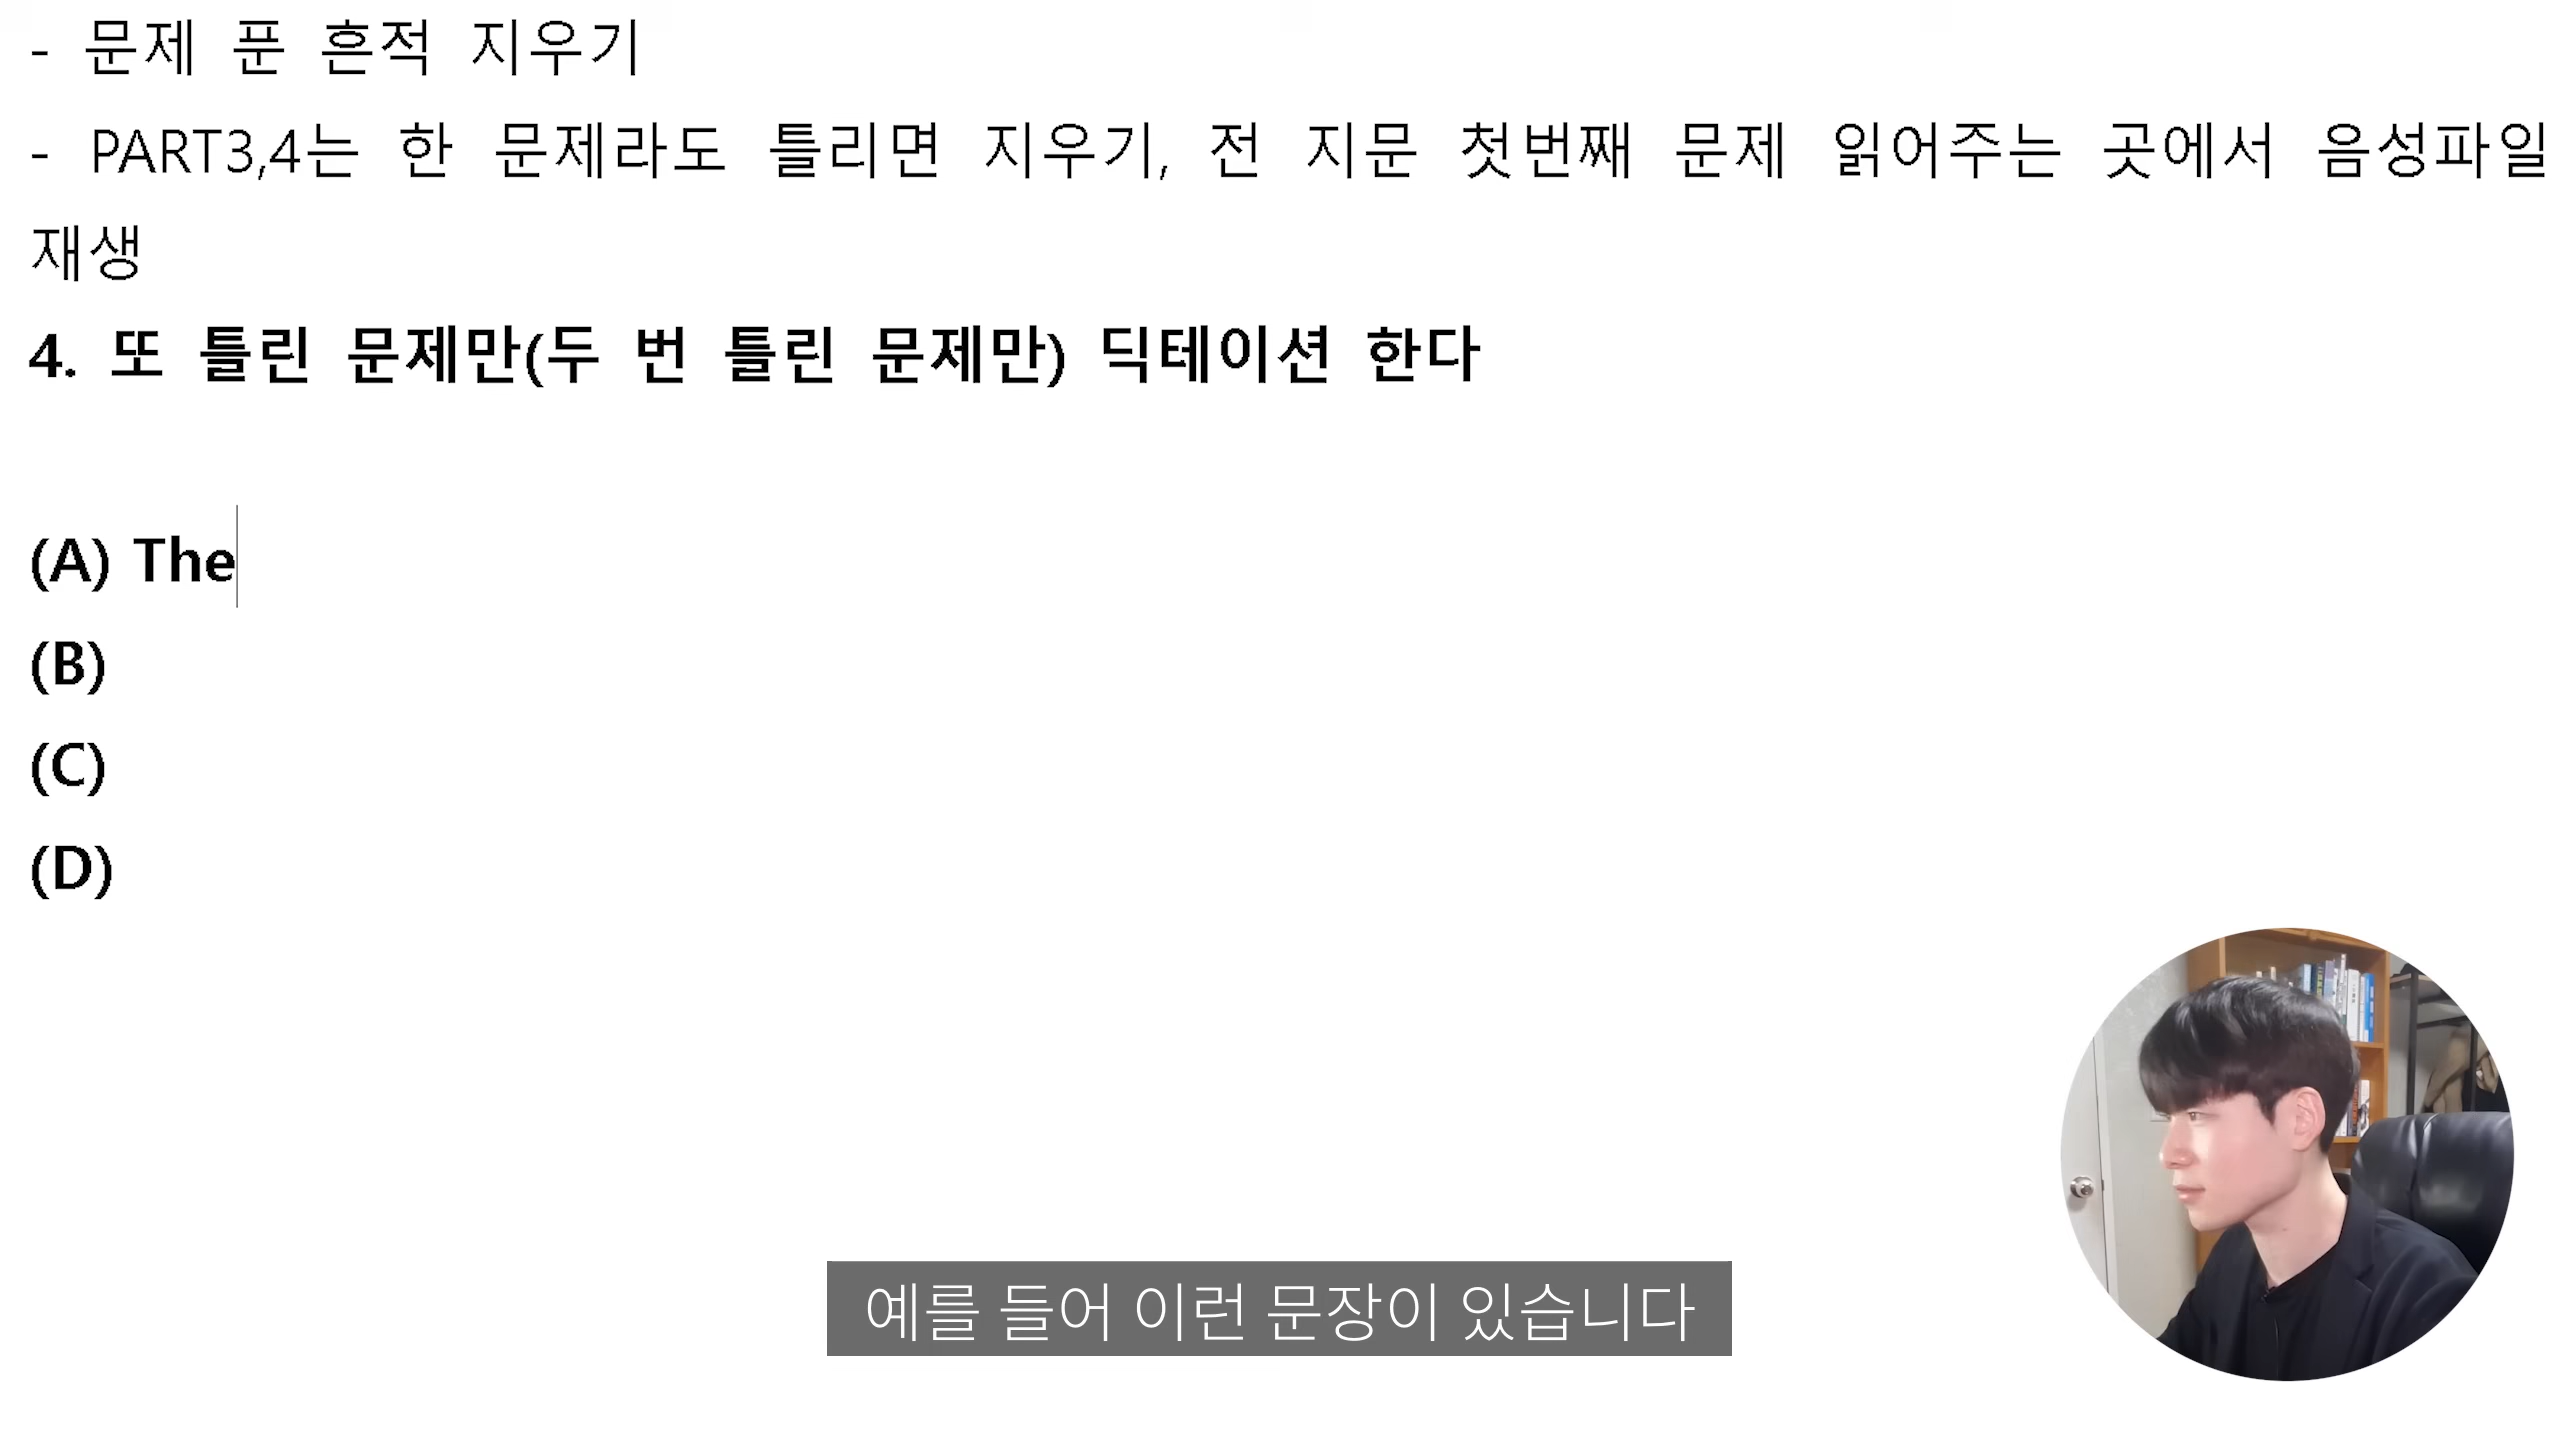 - 문제 푼 흔적 지우기
- PART3,4는 한 문제라도 틀리면 지우기, 전 지문 첫번째 문제 읽어주는 곳에서 음성파일
재생
4. 또 틀린 문제만(두 번 틀린 문제만) 딕테이션 한다
(A) The
(B)
(C)
(D)
예를 들어 이런 문장이 있습니다